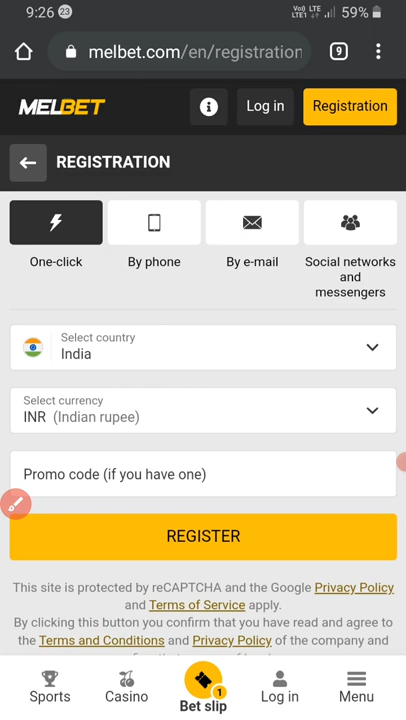 9:26 23 Vo)) LTE LTE1 59%
melbet.com/en/registration 9
MELBET Log in Registration
REGISTRATION
One-click By phone By e-mail Social networks
and
messengers
Select country
India
Select currency
INR (Indian rupee)
Promo code (if you have one)
REGISTER
This site is protected by reCAPTCHA and the Google Privacy Policy
and Terms of Service apply.
By clicking this button you confirm that you have read and agree to
the Terms and Conditions and Privacy Policy of the company and
1
Sports Casino Bet slip Log in Menu